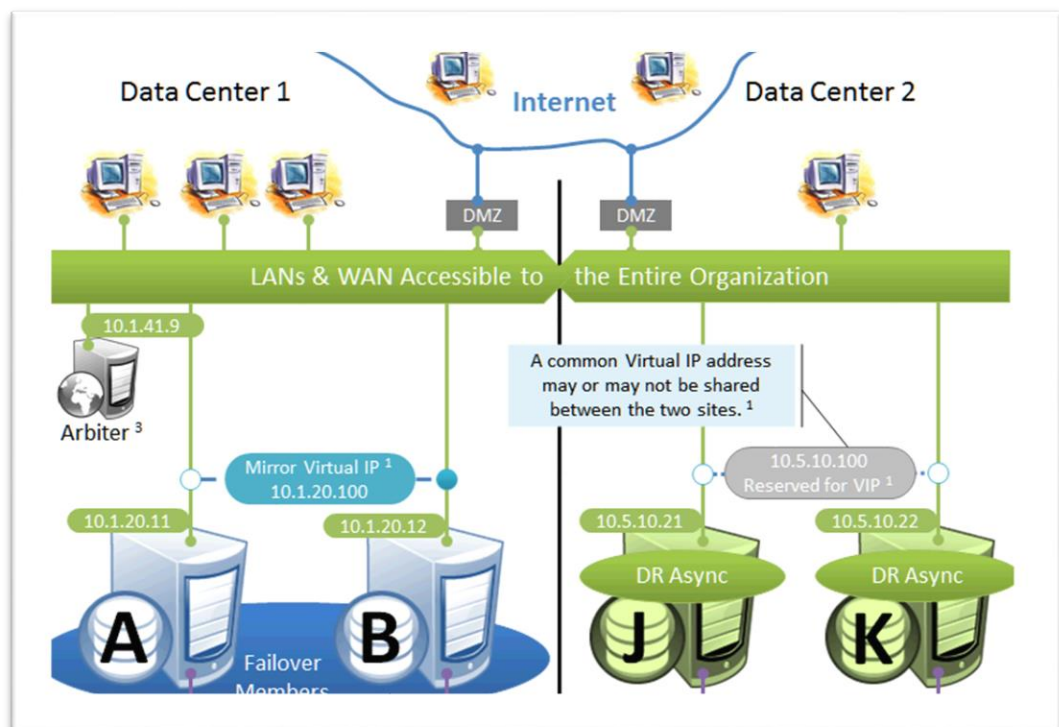 Data Center 1
Internet
Data Center 2
DMZ
DMZ
LANs & WAN Accessible to
the Entire Organization
10.1.41.9
A common Virtual IP address
may or may not be shared
between the two sites. 1
Arbiter 3
Mirror Virtual IP 1
10.1.20.100
10.5.10.100
Reserved for VIP 1
10.1.20.11
10.1.20.12
10.5.10.21
10.5.10.22
DR Async
DR Async
A
B
J
K
Failover
Members